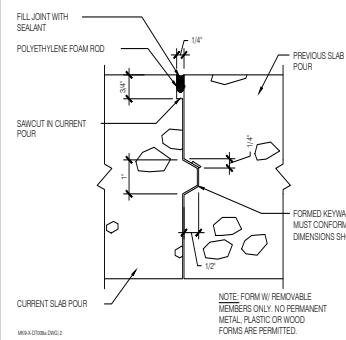 FILL JOINT WITH
SEALANT
POLYETHYLENE FOAM ROD
1/4"
PREVIOUS SLAB
POUR
3/4"
SAWCUT IN CURRENT
POUR
1/4"
1"
FORMED KEYWA
MUST CONFORM
DIMENSIONS SH
1/2"
CURRENT SLAB POUR
NOTE: FORM W/ REMOVABLE
MEMBERS ONLY. NO PERMANENT
METAL, PLASTIC OR WOOD
FORMS ARE PERMITTED.